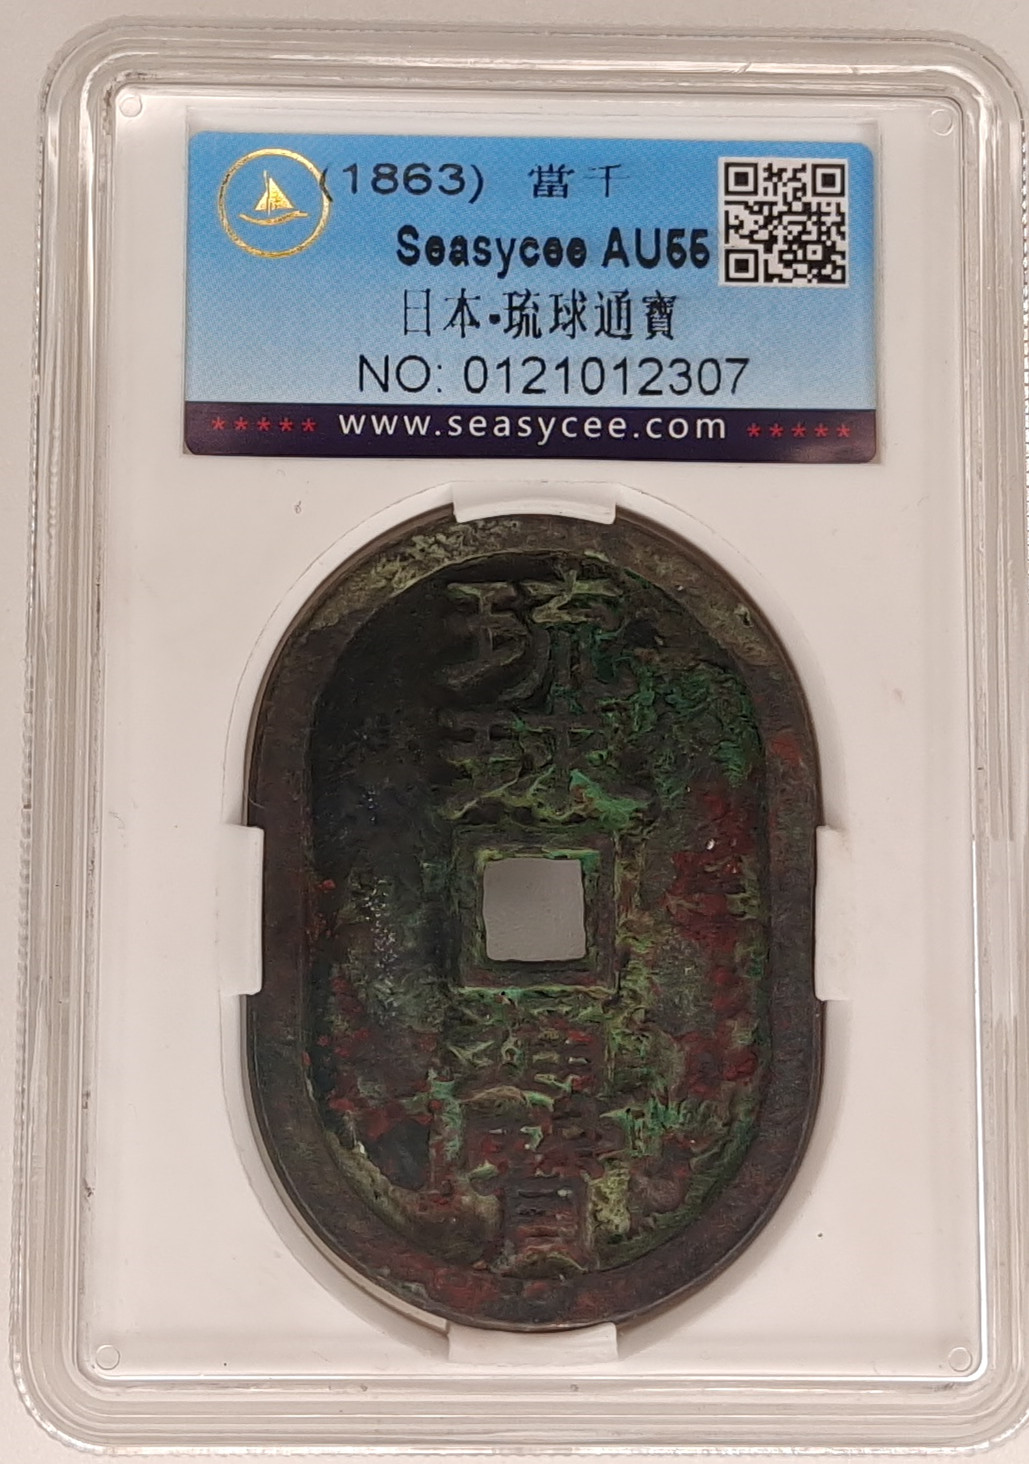 (1863) 當千
Seasycee AU55
日本·琉球通寶
NO: 0121012307
***** www.seasycee.com *****
琉
球
通
寶